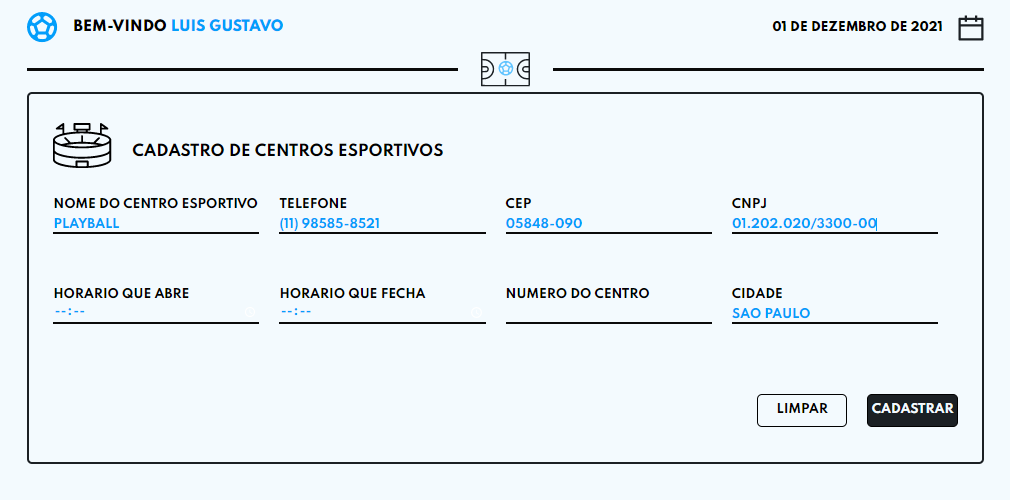 BEM-VINDO LUIS GUSTAVO
01 DE DEZEMBRO DE 2021
CADASTRO DE CENTROS ESPORTIVOS
NOME DO CENTRO ESPORTIVO TELEFONE CEP CNPJ
PLAYBALL (11) 98585-8521 05848-090 01.202.020/3300-00
HORARIO QUE ABRE HORARIO QUE FECHA NUMERO DO CENTRO CIDADE
--:-- --:-- SAO PAULO
LIMPAR CADASTRAR